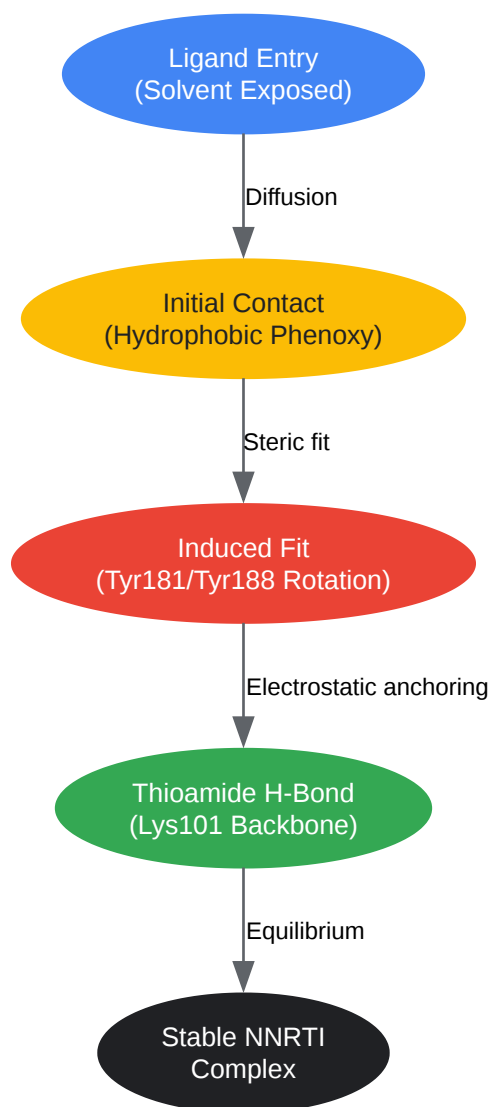 Ligand Entry
(Solvent Exposed)
Diffusion
Initial Contact
(Hydrophobic Phenoxy)
Steric fit
Induced Fit
(Tyr181/Tyr188 Rotation)
Electrostatic anchoring
Thioamide H-Bond
(Lys101 Backbone)
Equilibrium
Stable NNRTI
Complex